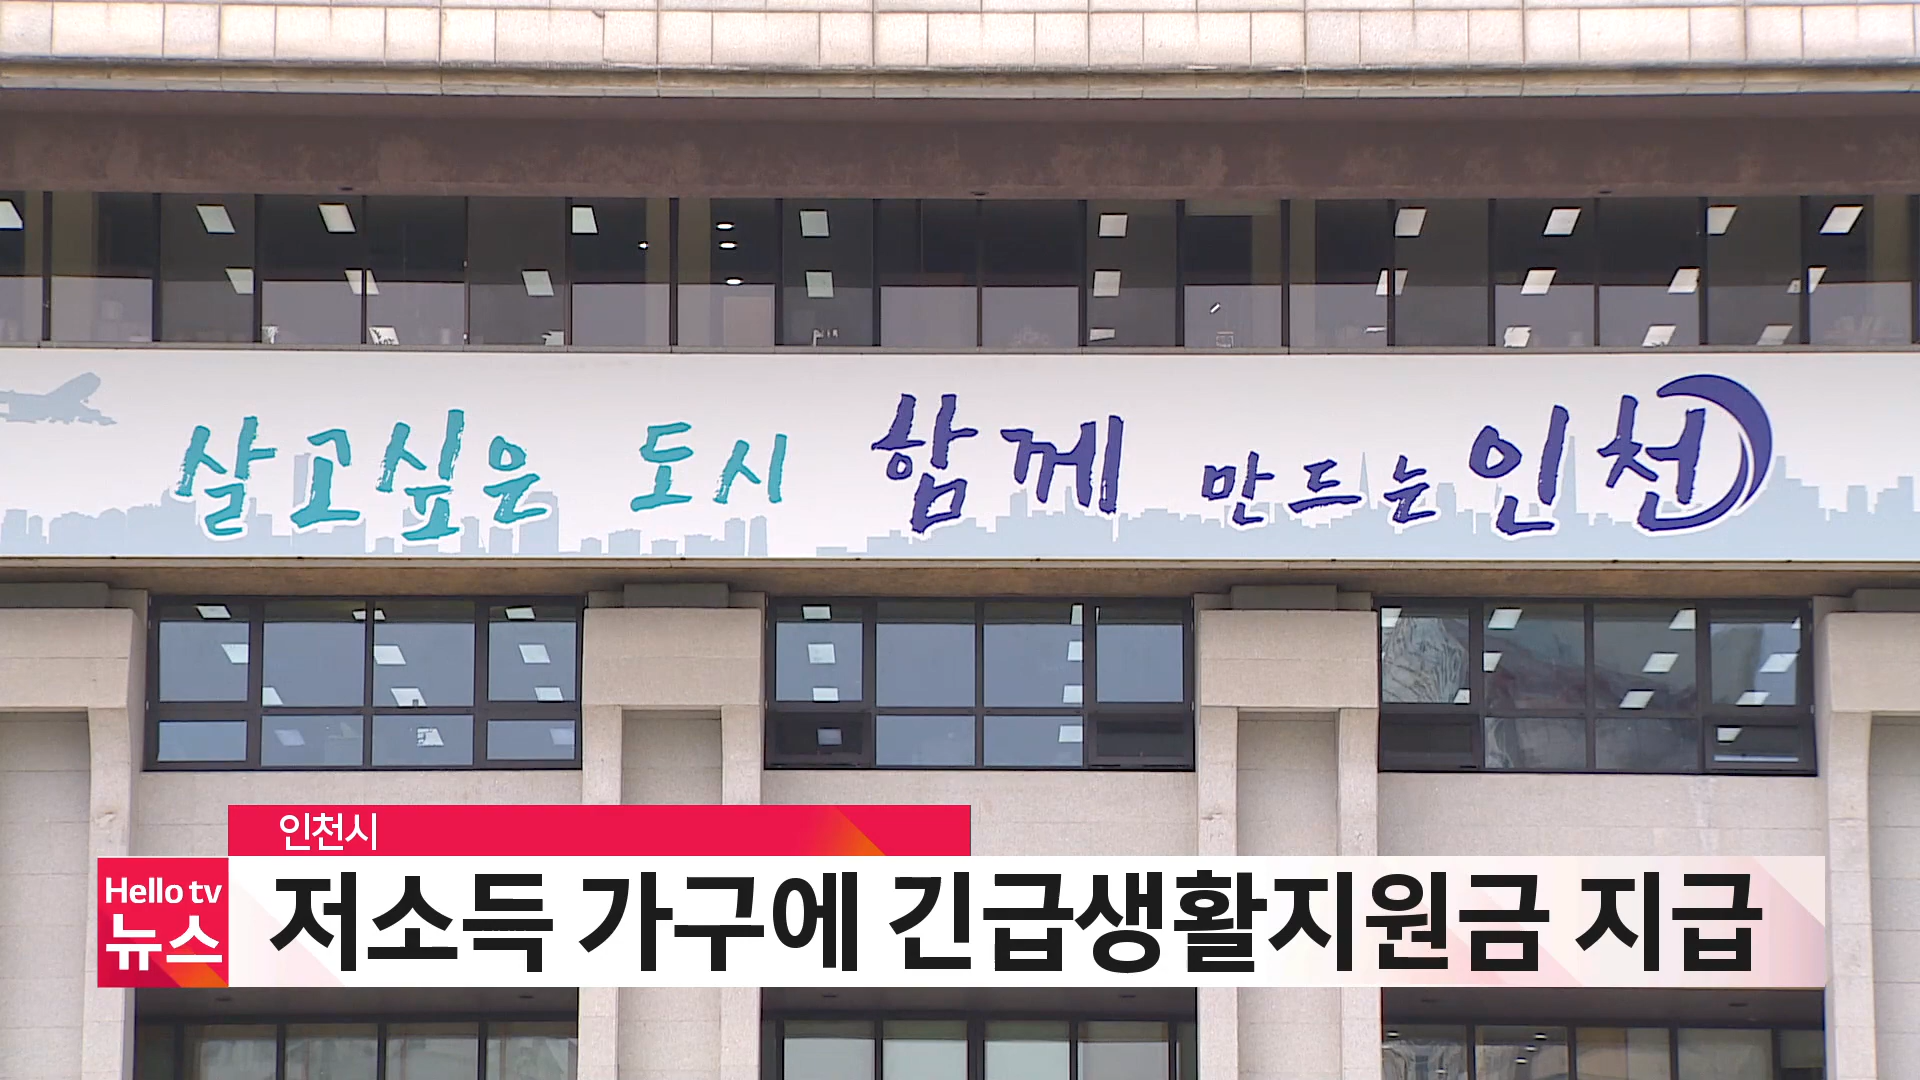 살고싶은 도시 함께 만드는 인천
인천시
Hello tv
뉴스
저소득 가구에 긴급생활지원금 지급